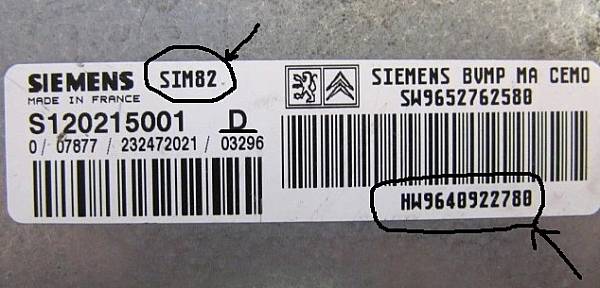 SIEMENS SIM82
MADE IN FRANCE
S120215001 D
0/ 07877 / 232472021 / 03296
SIEMENS BVMP MA CEMO
SW9652762580
HW9640922780